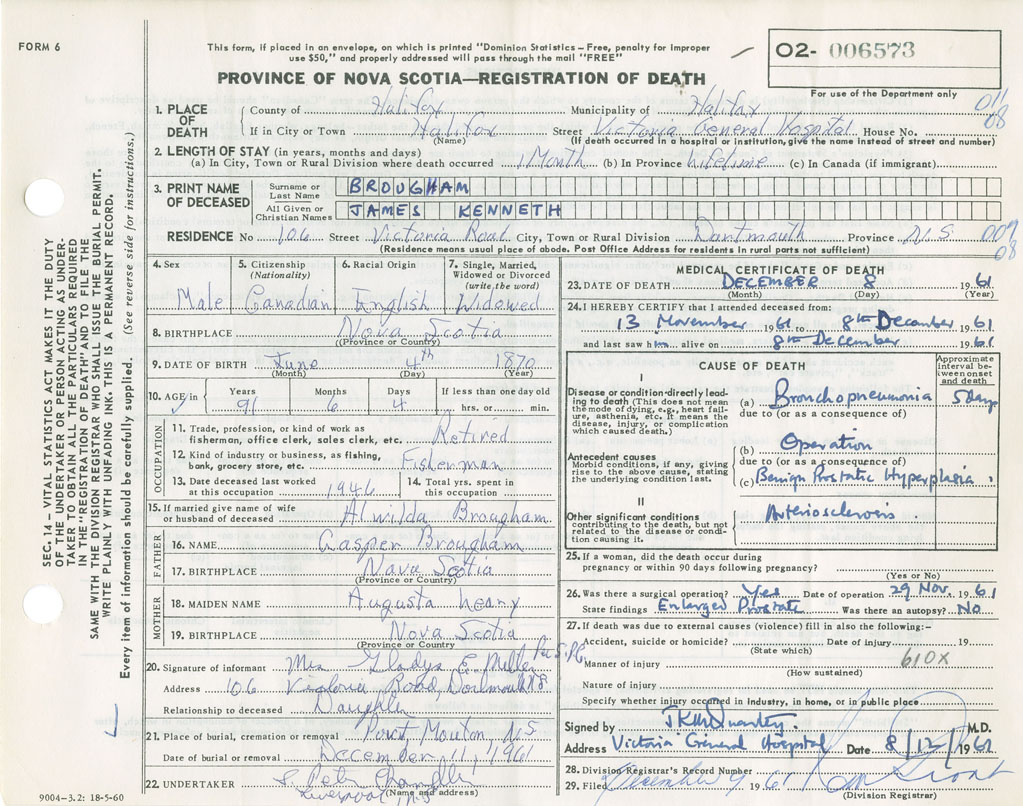 FORM 6
This form, if placed in an envelope, on which is printed "Dominion Statistics – Free, penalty for improper
use $50," and properly addressed will pass through the mail "FREE"
PROVINCE OF NOVA SCOTIA—REGISTRATION OF DEATH
02- 006573
For use of the Department only
1. PLACE OF DEATH
County of Halifax Municipality of Halifax 011
08
If in City or Town Halifax Street Victoria General Hospital House No.
(Name) (If death occurred in a hospital or institution, give the name instead of street and number)
2. LENGTH OF STAY (in years, months and days)
(a) In City, Town or Rural Division where death occurred 1 Month (b) In Province Lifetime (c) In Canada (if immigrant)
3. PRINT NAME OF DECEASED
Surname or Last Name BROUGHAM
All Given or Christian Names JAMES KENNETH
RESIDENCE No 106 Street Victoria Road City, Town or Rural Division Dartmouth Province N.S
(Residence means usual place of abode. Post Office Address for residents in rural parts not sufficient)
08
4. Sex Male
5. Citizenship (Nationality) Canadian
6. Racial Origin English
7. Single, Married, Widowed or Divorced (write the word) Widowed
8. BIRTHPLACE Nova Scotia
(Province or Country)
9. DATE OF BIRTH June 4th 1870
(Month) (Day) (Year)
10. AGE in Years 91 Months 6 Days 4 If less than one day old hrs. or min.
OCCUPATION
11. Trade, profession, or kind of work as
fisherman, office clerk, sales clerk, etc. Retired
12. Kind of industry or business, as fishing,
bank, grocery store, etc. Fisherman
13. Date deceased last worked
at this occupation 1946
14. Total yrs. spent in
this occupation
15. If married give name of wife
or husband of deceased Almilda Brougham
FATHER
16. NAME Casper Brougham
17. BIRTHPLACE Nova Scotia
(Province or Country)
MOTHER
18. MAIDEN NAME Augusta
19. BIRTHPLACE Nova Scotia
(Province or Country
20. Signature of informant Mrs Gladys E. Miller
Address 106 Victoria Road Dartmouth NS
Relationship to deceased Daughter
21. Place of burial, cremation or removal Port Mouton NS
Date of burial or removal December 11, 1961
22. UNDERTAKER S. Peter Chandler
Liverpool N.S
(Name and address)
9004–3.2: 18-5-60
MEDICAL CERTIFICATE OF DEATH
23. DATE OF DEATH DECEMBER 8 1961
(Month) (Day) (Year)
24. I HEREBY CERTIFY that I attended deceased from:
13 November 1961 to 8th December 1961
and last saw him alive on 8th December 1961
CAUSE OF DEATH
Approximate interval between onset and death
I
Disease or condition directly leading to death (This does not mean the mode of dying, e.g., heart failure, asthenia, etc. It means the disease, injury, or complication which caused death.)
(a) Bronchopneumonia 5 days
due to (or as a consequence of)
Antecedent causes
Morbid conditions, if any, giving rise to the above cause, stating the underlying condition last.
(b) Operation
due to (or as a consequence of)
(c) Benign Prostatic Hyperplasia
II
Other significant conditions
contributing to the death, but not related to the disease or condition causing it.
Arteriosclerosis
25. If a woman, did the death occur during
pregnancy or within 90 days following pregnancy?
(Yes or No)
26. Was there a surgical operation? Yes Date of operation 29 Nov. 1961
State findings Enlarged Prostate Was there an autopsy? No
27. If death was due to external causes (violence) fill in also the following:–
Accident, suicide or homicide? Date of injury 19
(State which)
610X
Manner of injury
(How sustained)
Nature of injury
Specify whether injury occurred in industry, in home, or in public place
Signed by M.D.
Address Victoria General Hospital Date 8/12/1961
28. Division Registrar's Record Number
29. Filed 1961
(Division Registrar)
SEC. 14 – VITAL STATISTICS ACT MAKES IT THE DUTY
OF THE UNDERTAKER OR PERSON ACTING AS UNDER-
TAKER TO OBTAIN ALL THE PARTICULARS REQUIRED
IN THE "REGISTRATION OF DEATH" AND TO FILE THE
SAME WITH THE DIVISION REGISTRAR WHO SHALL ISSUE THE BURIAL PERMIT.
WRITE PLAINLY WITH UNFADING INK. THIS IS A PERMANENT RECORD.
Every item of information should be carefully supplied. (See reverse side for instructions.)